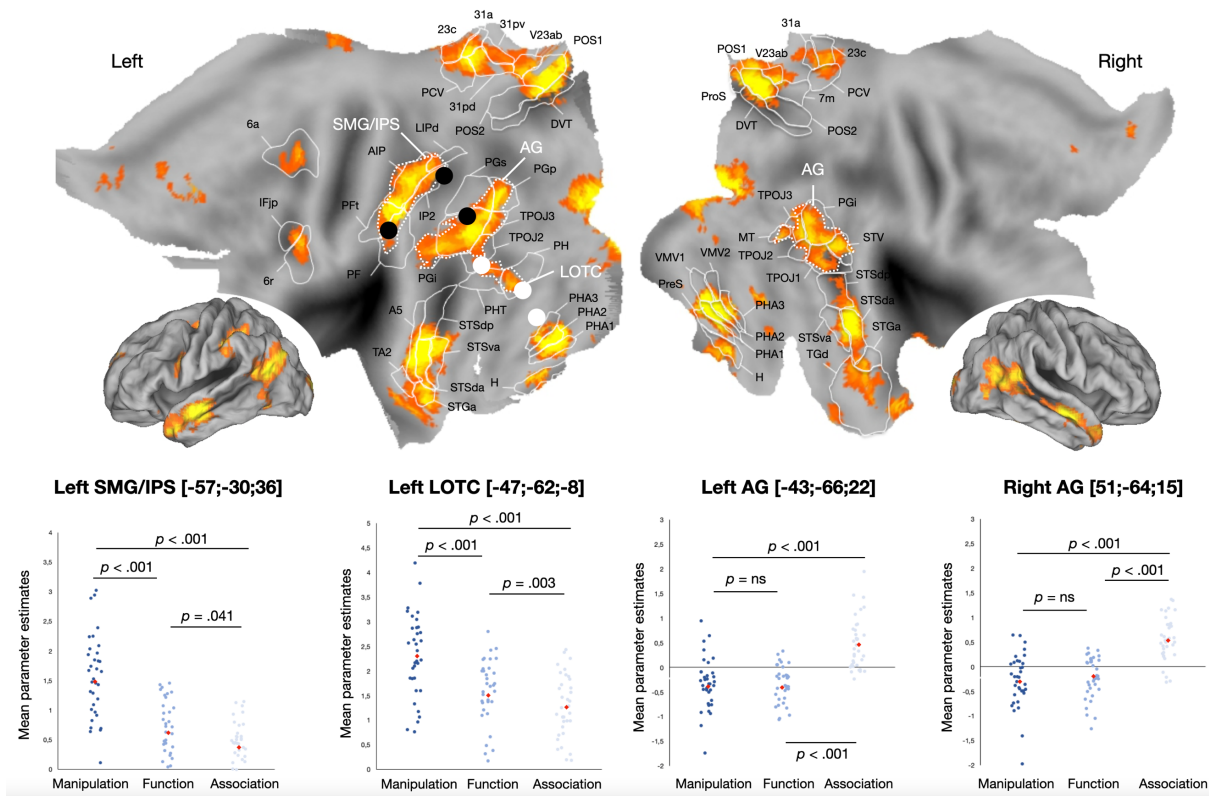 Left
Right
31a
31pv
23c
V23ab
POS1
PCV
31pd
POS2
DVT
6a
SMG/IPS
LIPd
AIP
AG
PGs
PGp
IFjp
PFt
IP2
TPOJ3
TPOJ2
PH
6r
PF
PGi
LOTC
A5
PHT
PHA3
PHA2
PHA1
STSdp
TA2
STSva
STSda
H
STGa
31a
POS1
V23ab
23c
ProS
7m
PCV
DVT
POS2
AG
TPOJ3
PGi
MT
STV
VMV1
VMV2
TPOJ2
PreS
TPOJ1
STSdp
STSda
PHA3
STGa
PHA2
STSva
PHA1
TGd
H
Left SMG/IPS [-57;-30;36]
Mean parameter estimates
4
3,5
3
2,5
2
1,5
1
0,5
0
p < .001
p < .001
p = .041
Manipulation Function Association
Left LOTC [-47;-62;-8]
Mean parameter estimates
5
4,5
4
3,5
3
2,5
2
1,5
1
0,5
0
p < .001
p < .001
p = .003
Manipulation Function Association
Left AG [-43;-66;22]
Mean parameter estimates
3
2,5
2
1,5
1
0,5
0
-0,5
-1
-1,5
-2
p < .001
p = ns
p < .001
Manipulation Function Association
Right AG [51;-64;15]
Mean parameter estimates
3
2,5
2
1,5
1
0,5
0
-0,5
-1
-1,5
-2
p < .001
p < .001
p = ns
Manipulation Function Association